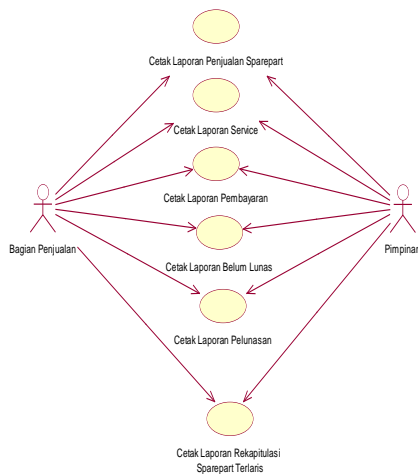 Cetak Laporan Penjualan Sparepart
Cetak Laporan Service
Cetak Laporan Pembayaran
Bagian Penjualan
Pimpinan
Cetak Laporan Belum Lunas
Cetak Laporan Pelunasan
Cetak Laporan Rekapitulasi
Sparepart Terlaris